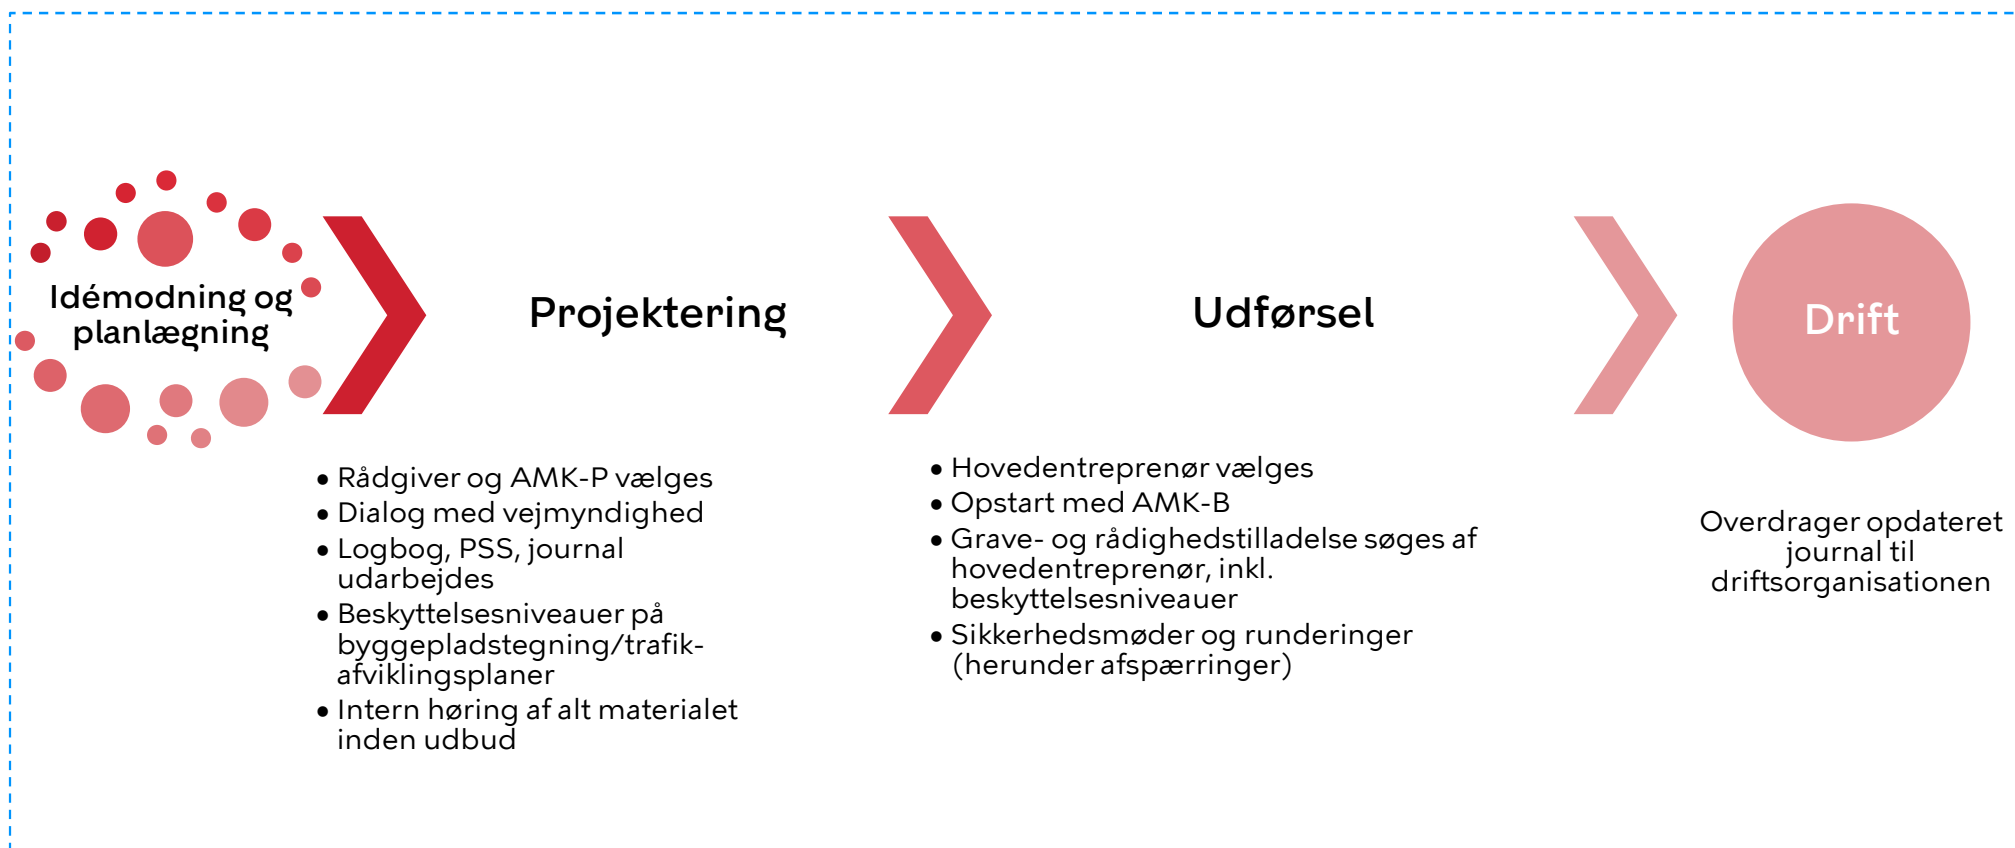 Idémodning og
planlægning
Projektering
Udførsel
Drift
• Rådgiver og AMK-P vælges
• Dialog med vejmyndighed
• Logbog, PSS, journal
udarbejdes
• Beskyttelsesniveauer på
byggepladstegning/trafik-
afviklingsplaner
• Intern høring af alt materialet
inden udbud
• Hovedentreprenør vælges
• Opstart med AMK-B
• Grave- og rådighedstilladelse søges af
hovedentreprenør, inkl.
beskyttelsesniveauer
• Sikkerhedsmøder og runderinger
(herunder afspærringer)
Overdrager opdateret
journal til
driftsorganisationen